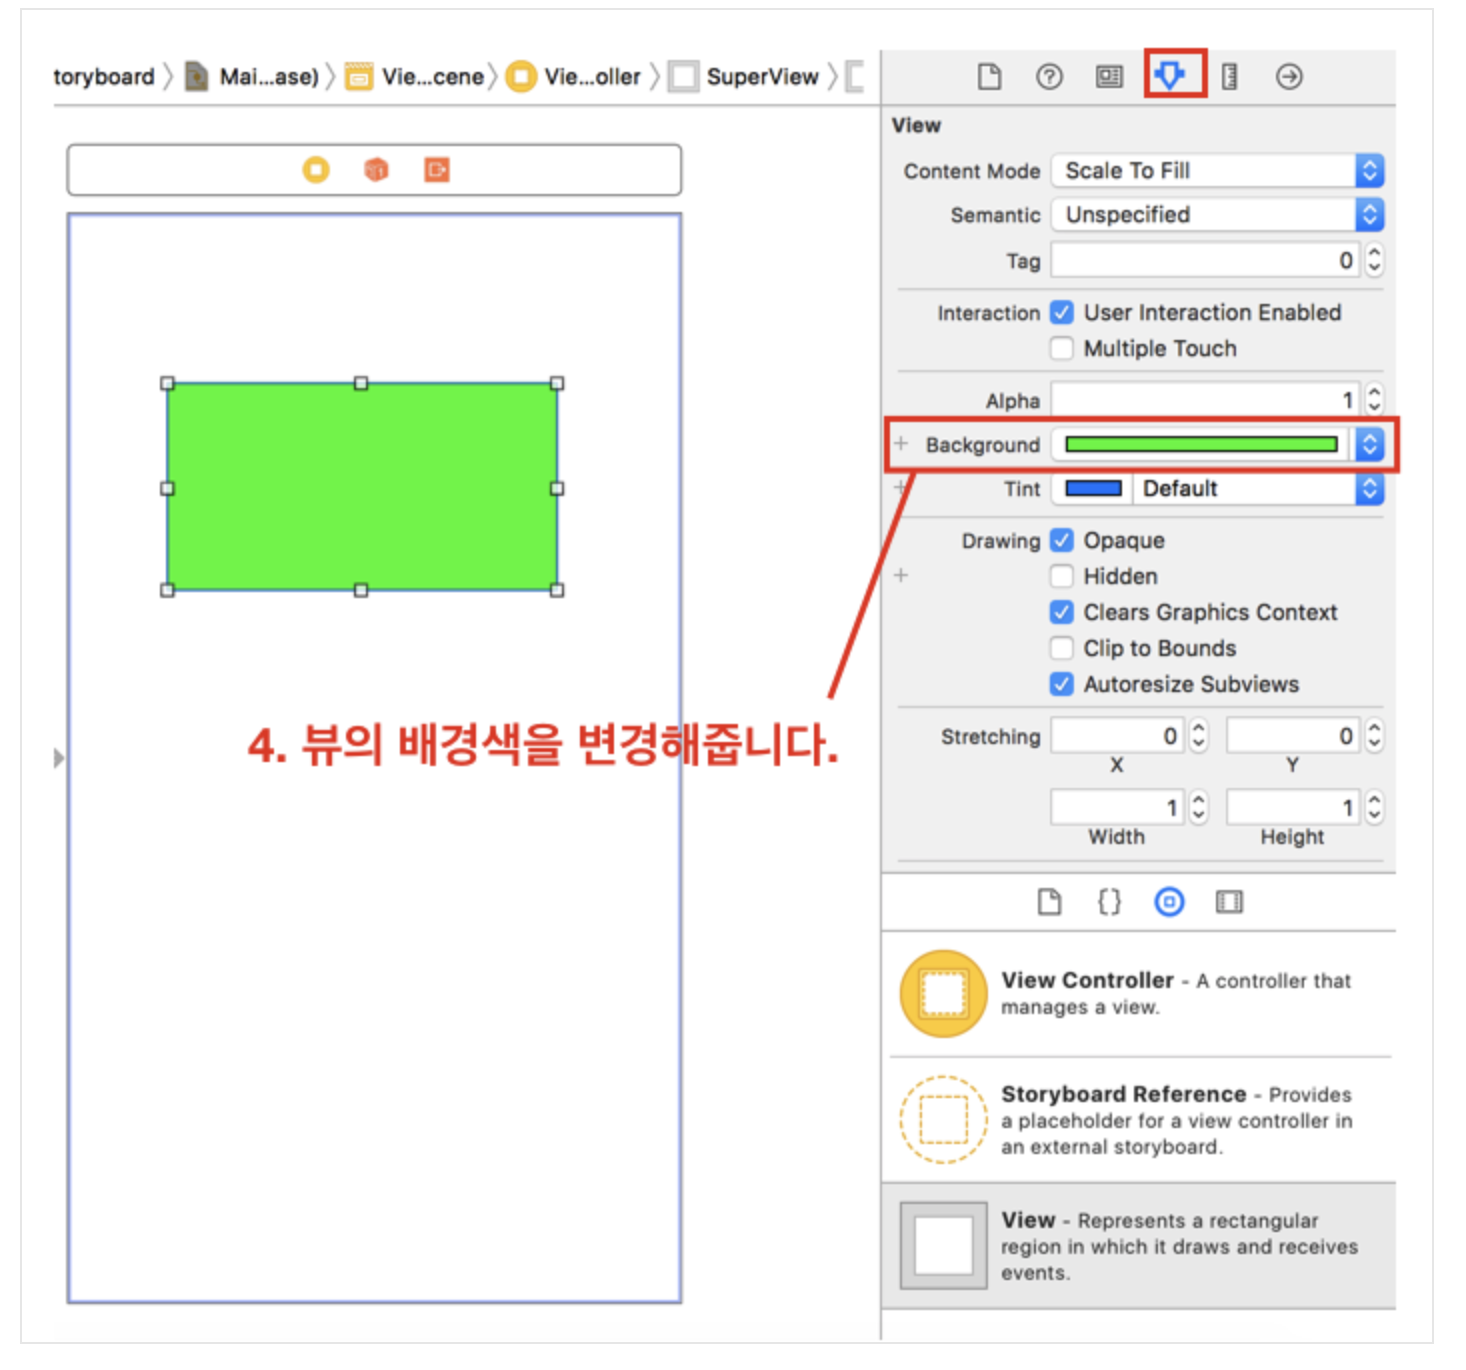 toryboard 〉 Mai...ase) 〉 Vie...cene 〉 Vie...oller 〉 SuperView 〉
View
Content Mode Scale To Fill
Semantic Unspecified
Tag 0
Interaction User Interaction Enabled
Multiple Touch
Alpha 1
+ Background
+ Tint Default
Drawing Opaque
+ Hidden
Clears Graphics Context
Clip to Bounds
Autoresize Subviews
4. 뷰의 배경색을 변경해줍니다.
Stretching 0 0
X Y
1 1
Width Height
View Controller - A controller that
manages a view.
Storyboard Reference - Provides
a placeholder for a view controller in
an external storyboard.
View - Represents a rectangular
region in which it draws and receives
events.